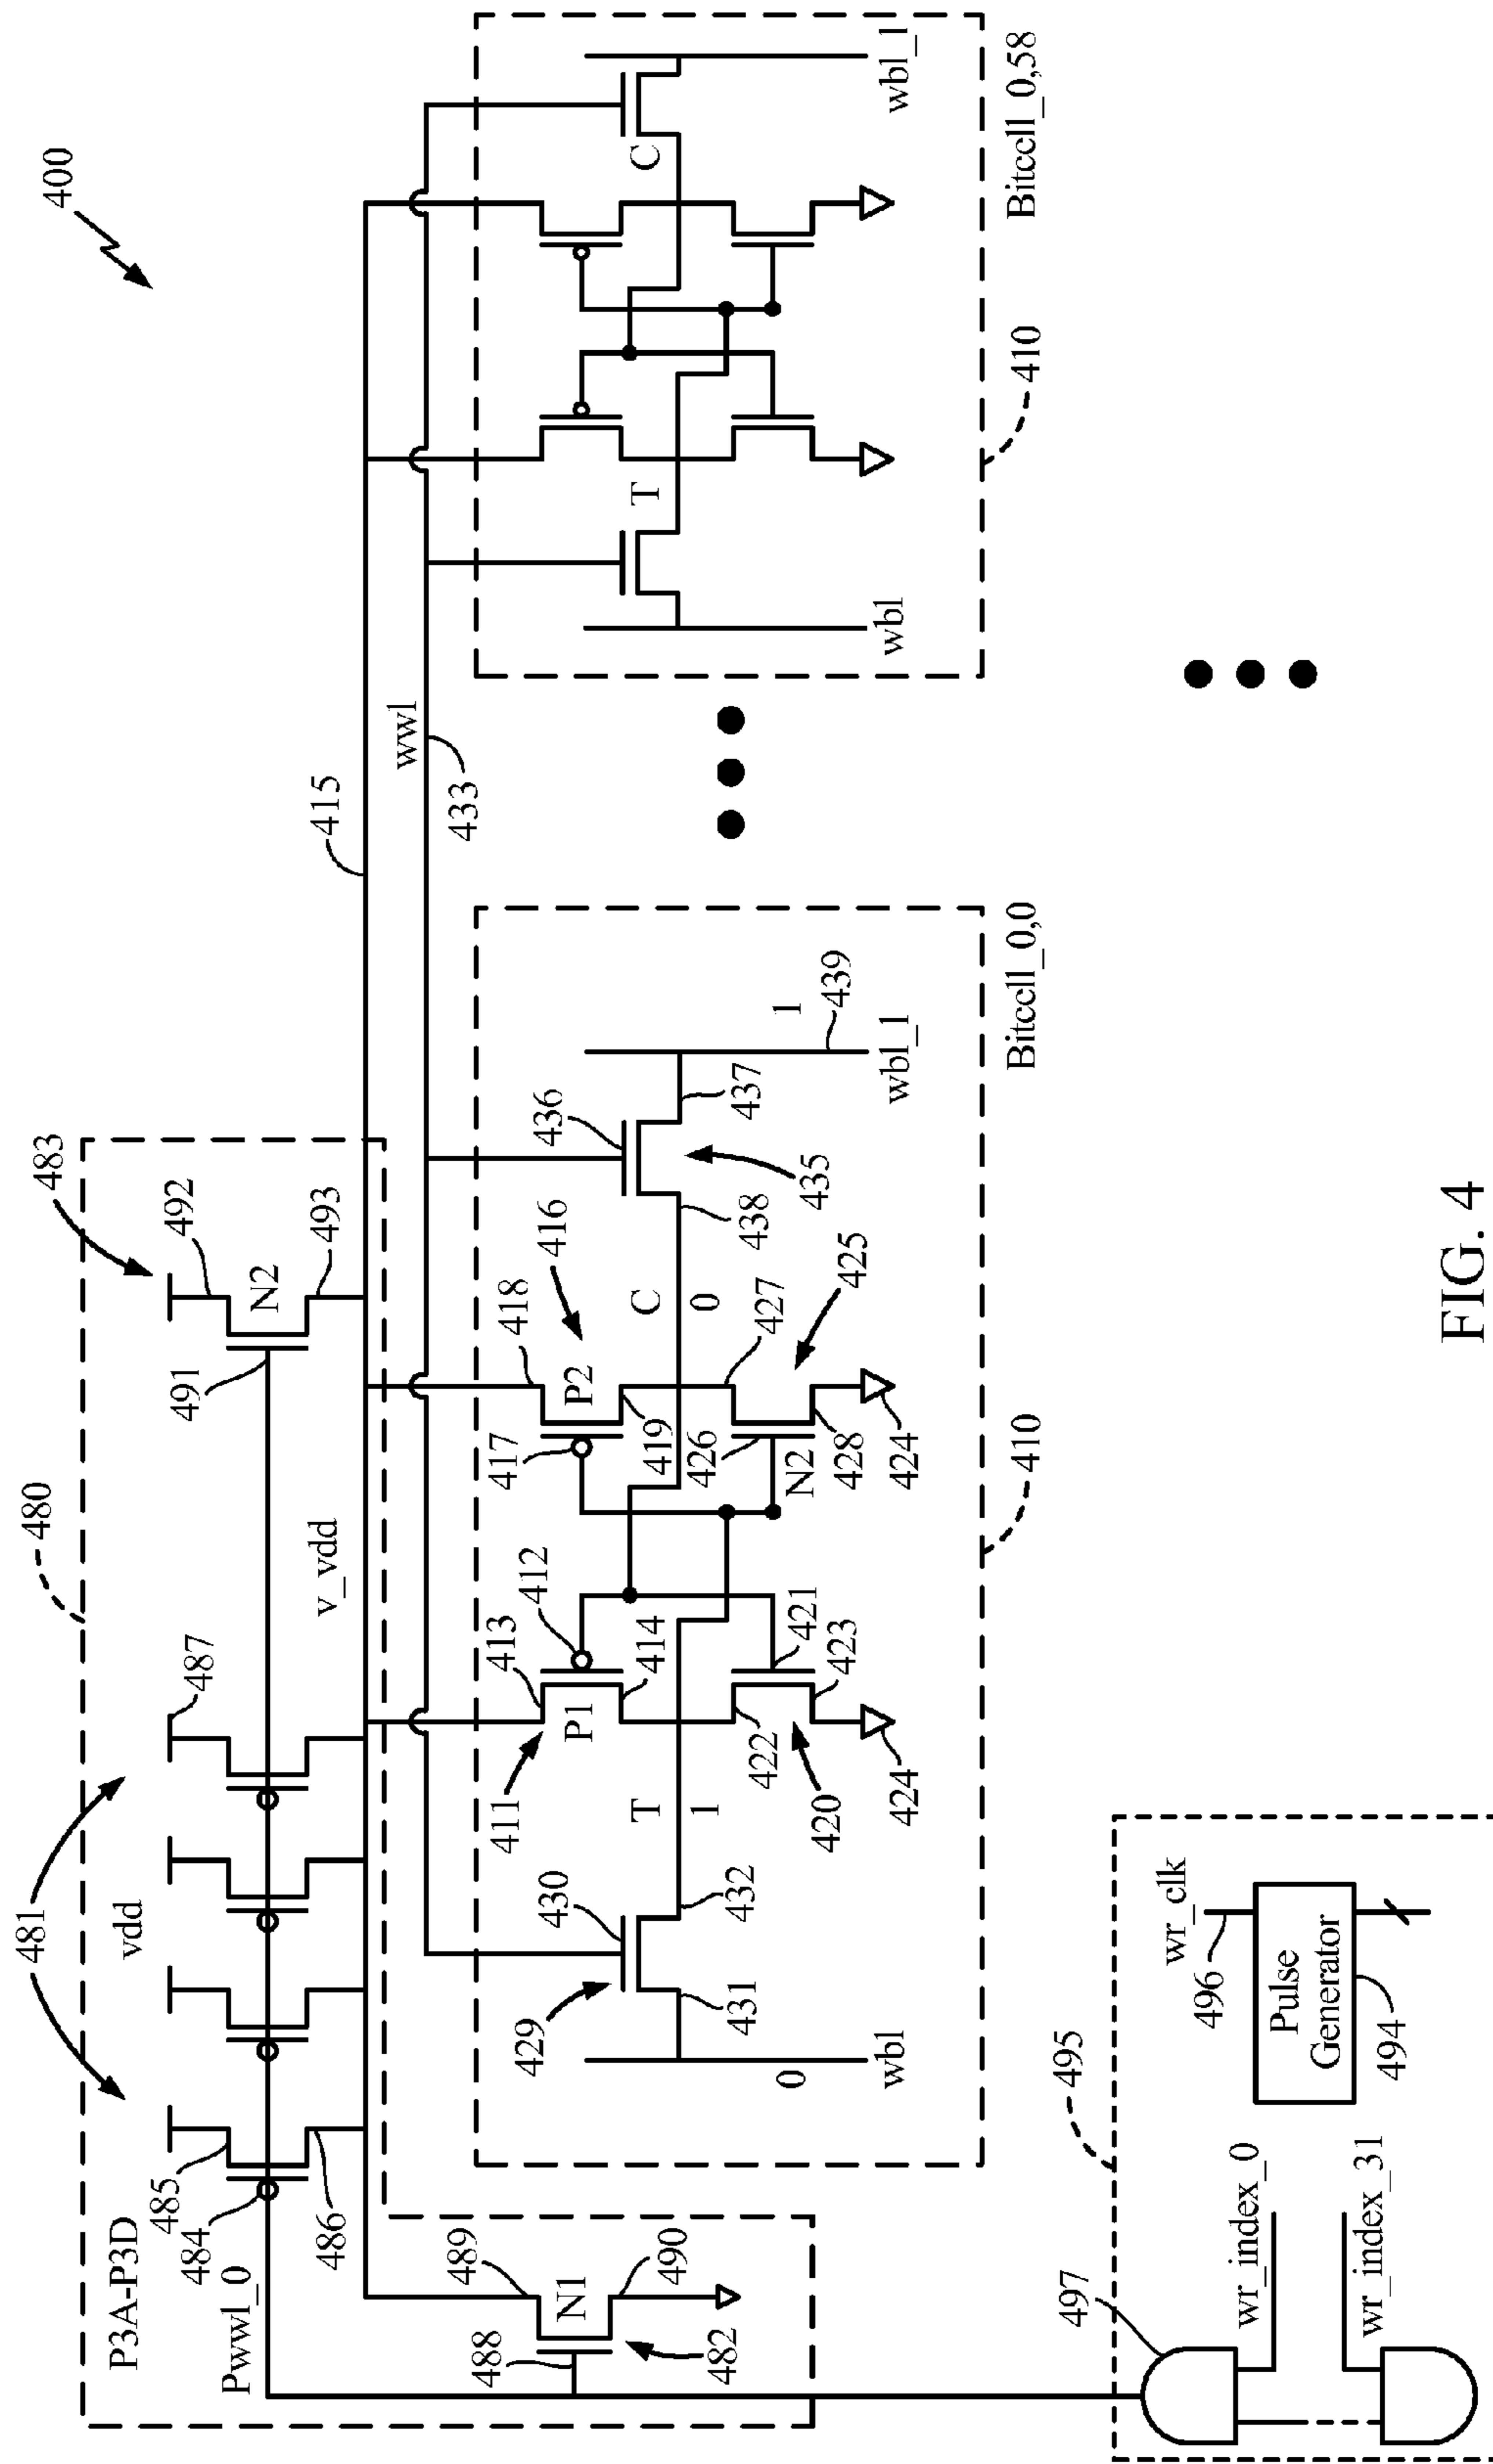 400
480
483
481
492
491
N2
493
487
vdd
P3A-P3D
485
484
486
Pwwl_0
v_vdd
415
wwl
433
489
488
N1
490
482
430
429
431
432
T
1
411
413
P1
412
414
422
421
423
420
424
418
416
P2
417
419
C
0
427
426
N2
428
425
424
436
438
435
437
1
439
wbl_l
0
wbl
Bitcell_0,0
410
T
C
wbl
wbl_l
Bitcell_0,58
410
495
497
wr_index_0
wr_index_31
wr_clk
496
Pulse
Generator
494
FIG. 4